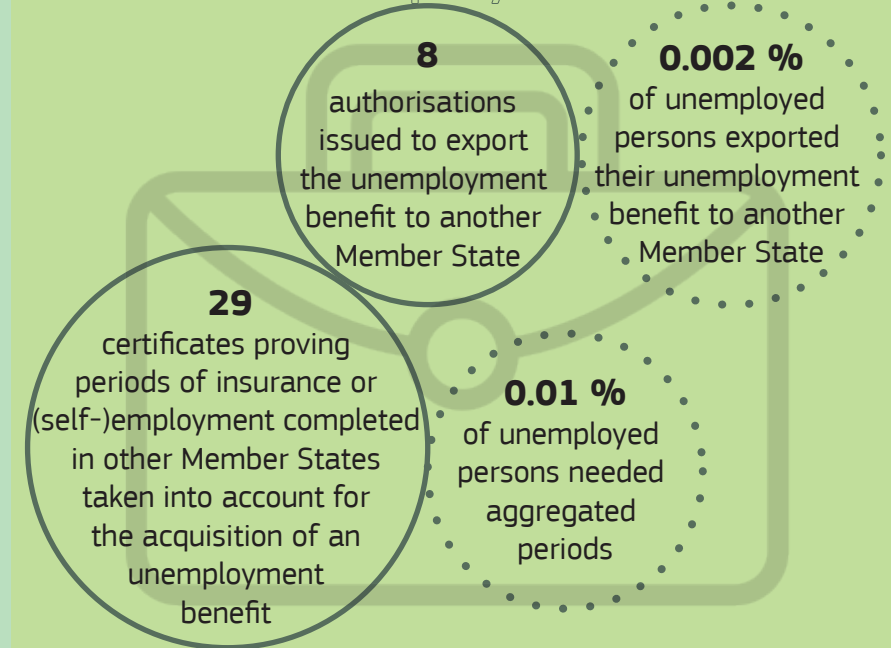 8
authorisations
issued to export
the unemployment
benefit to another
Member State
0.002 %
of unemployed
persons exported
their unemployment
benefit to another
Member State
29
certificates proving
periods of insurance or
(self-)employment completed
in other Member States
taken into account for
the acquisition of an
unemployment
benefit
0.01 %
of unemployed
persons needed
aggregated
periods